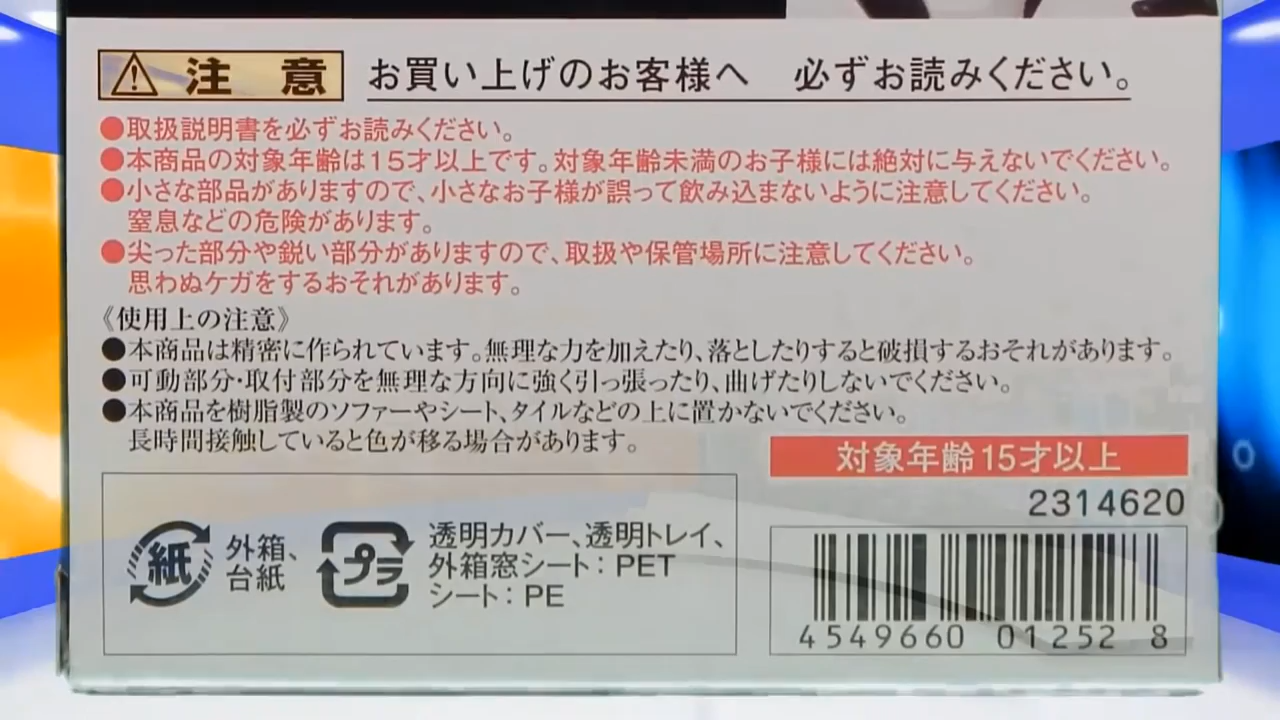 注意 お買い上げのお客様へ 必ずお読みください。
●取扱説明書を必ずお読みください。
●本商品の対象年齢は15才以上です。対象年齢未満のお子様には絶対に与えないでください。
●小さな部品がありますので、小さなお子様が誤って飲み込まないように注意してください。
窒息などの危険があります。
●尖った部分や鋭い部分がありますので、取扱や保管場所に注意してください。
思わぬケガをするおそれがあります。
《使用上の注意》
●本商品は精密に作られています。無理な力を加えたり、落としたりすると破損するおそれがあります。
●可動部分・取付部分を無理な方向に強く引っ張ったり、曲げたりしないでください。
●本商品を樹脂製のソファーやシート、タイルなどの上に置かないでください。
長時間接触していると色が移る場合があります。
対象年齢15才以上
2314620
紙 外箱、
台紙
プラ 透明カバー、透明トレイ、
外箱窓シート：PET
シート：PE
4549660 01252 8